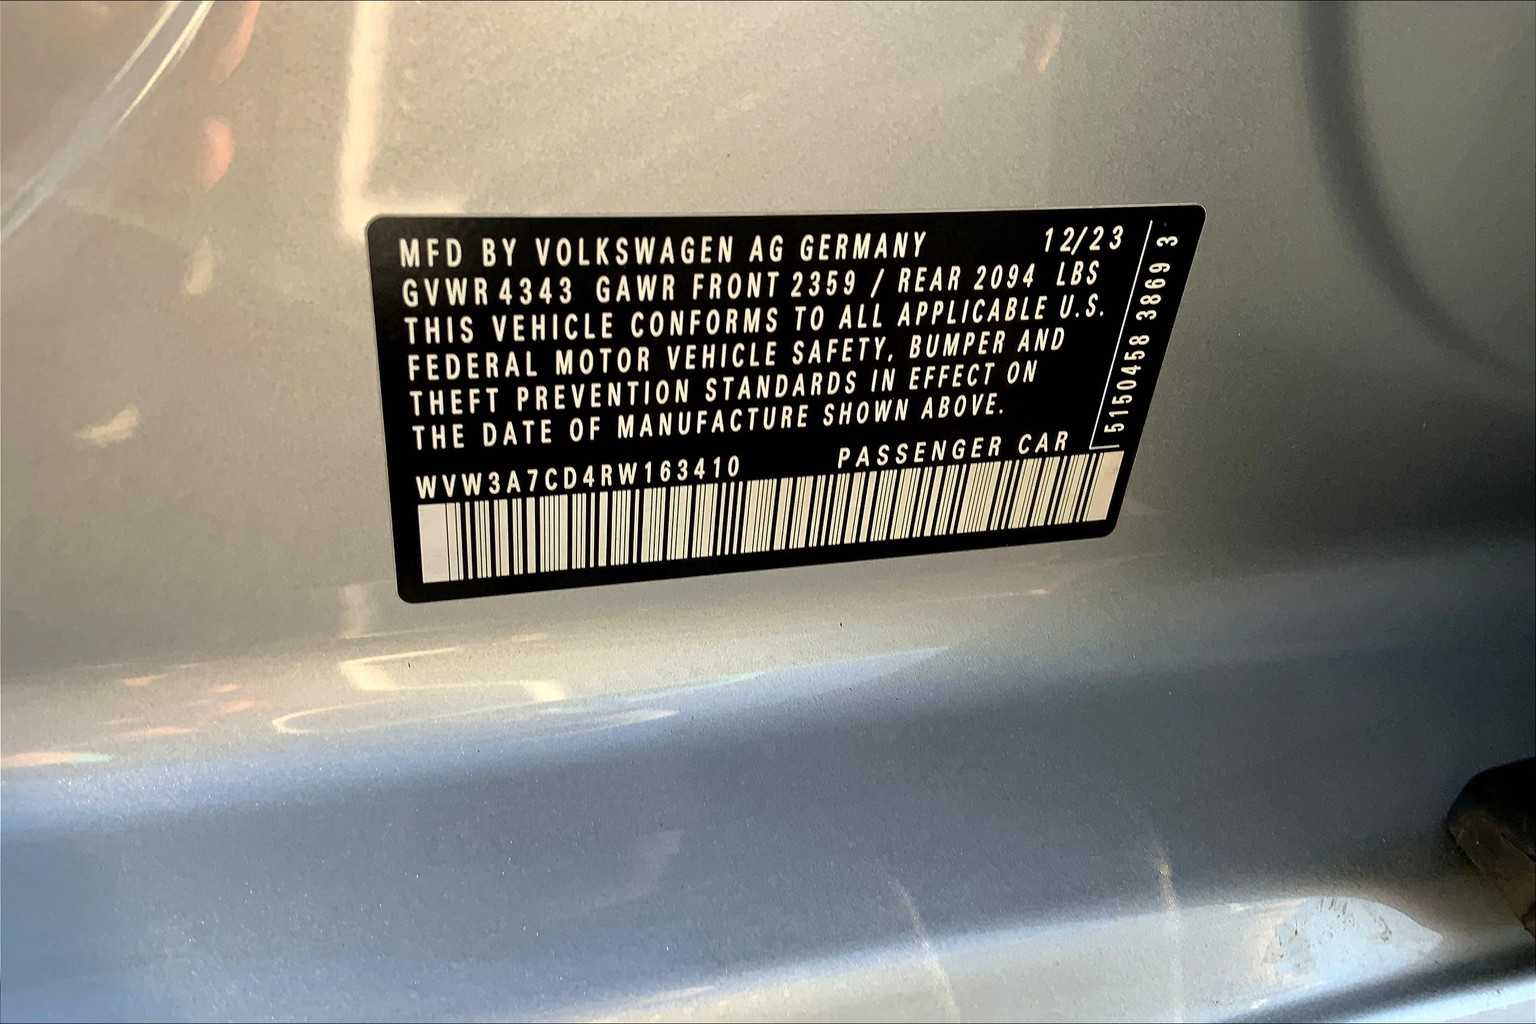 MFD BY VOLKSWAGEN AG GERMANY 12/23
GVWR 4343 GAWR FRONT 2359 / REAR 2094 LBS
THIS VEHICLE CONFORMS TO ALL APPLICABLE U.S.
FEDERAL MOTOR VEHICLE SAFETY, BUMPER AND
THEFT PREVENTION STANDARDS IN EFFECT ON
THE DATE OF MANUFACTURE SHOWN ABOVE.
WVW3A7CD4RW163410 PASSENGER CAR
5150458 3869 3